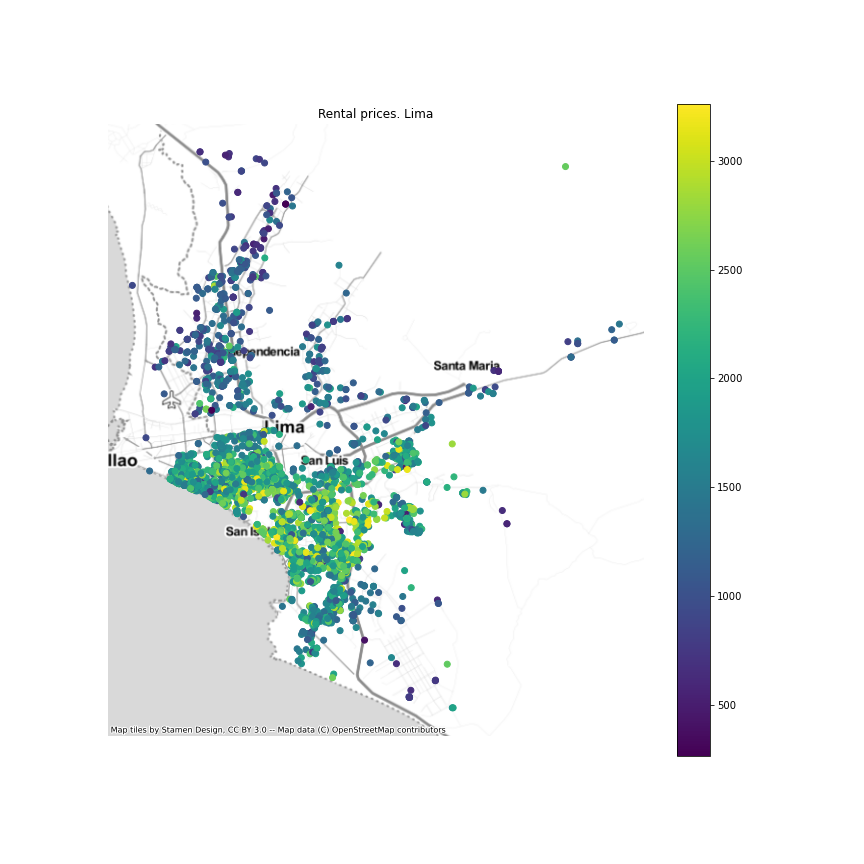 Rental prices. Lima
3000
2500
2000
1500
1000
500
pendencia
Santa Maria
Lima
San Luis
llao
San Is
Map tiles by Stamen Design, CC BY 3.0 -- Map data (C) OpenStreetMap contributors